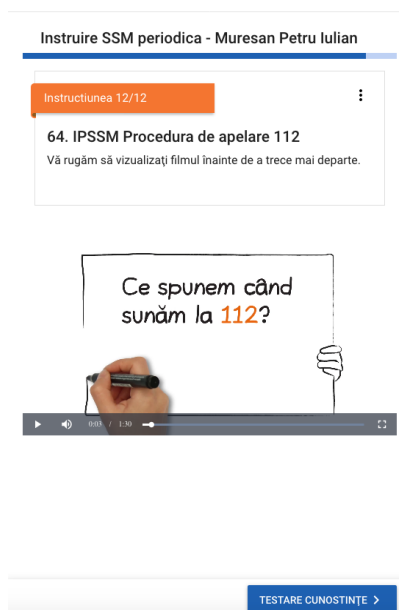 Instruire SSM periodica - Muresan Petru Iulian
Instructiunea 12/12
64. IPSSM Procedura de apelare 112
Vă rugăm să vizualizați filmul înainte de a trece mai departe.
Ce spunem când
sunăm la 112?
0:03 / 1:30
TESTARE CUNOSTINȚE